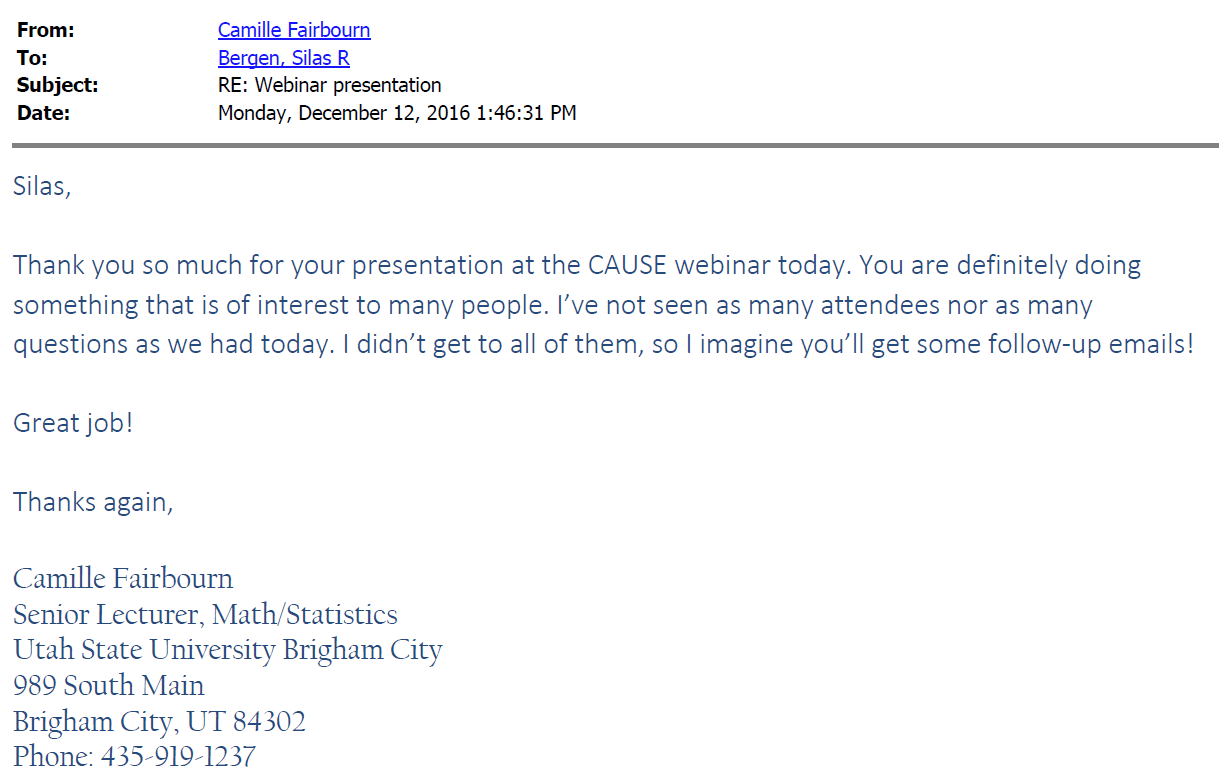 From: Camille Fairbourn
To: Bergen, Silas R
Subject: RE: Webinar presentation
Date: Monday, December 12, 2016 1:46:31 PM
Silas,
Thank you so much for your presentation at the CAUSE webinar today. You are definitely doing
something that is of interest to many people. I’ve not seen as many attendees nor as many
questions as we had today. I didn’t get to all of them, so I imagine you’ll get some follow-up emails!
Great job!
Thanks again,
Camille Fairbourn
Senior Lecturer, Math/Statistics
Utah State University Brigham City
989 South Main
Brigham City, UT 84302
Phone: 435-919-1237